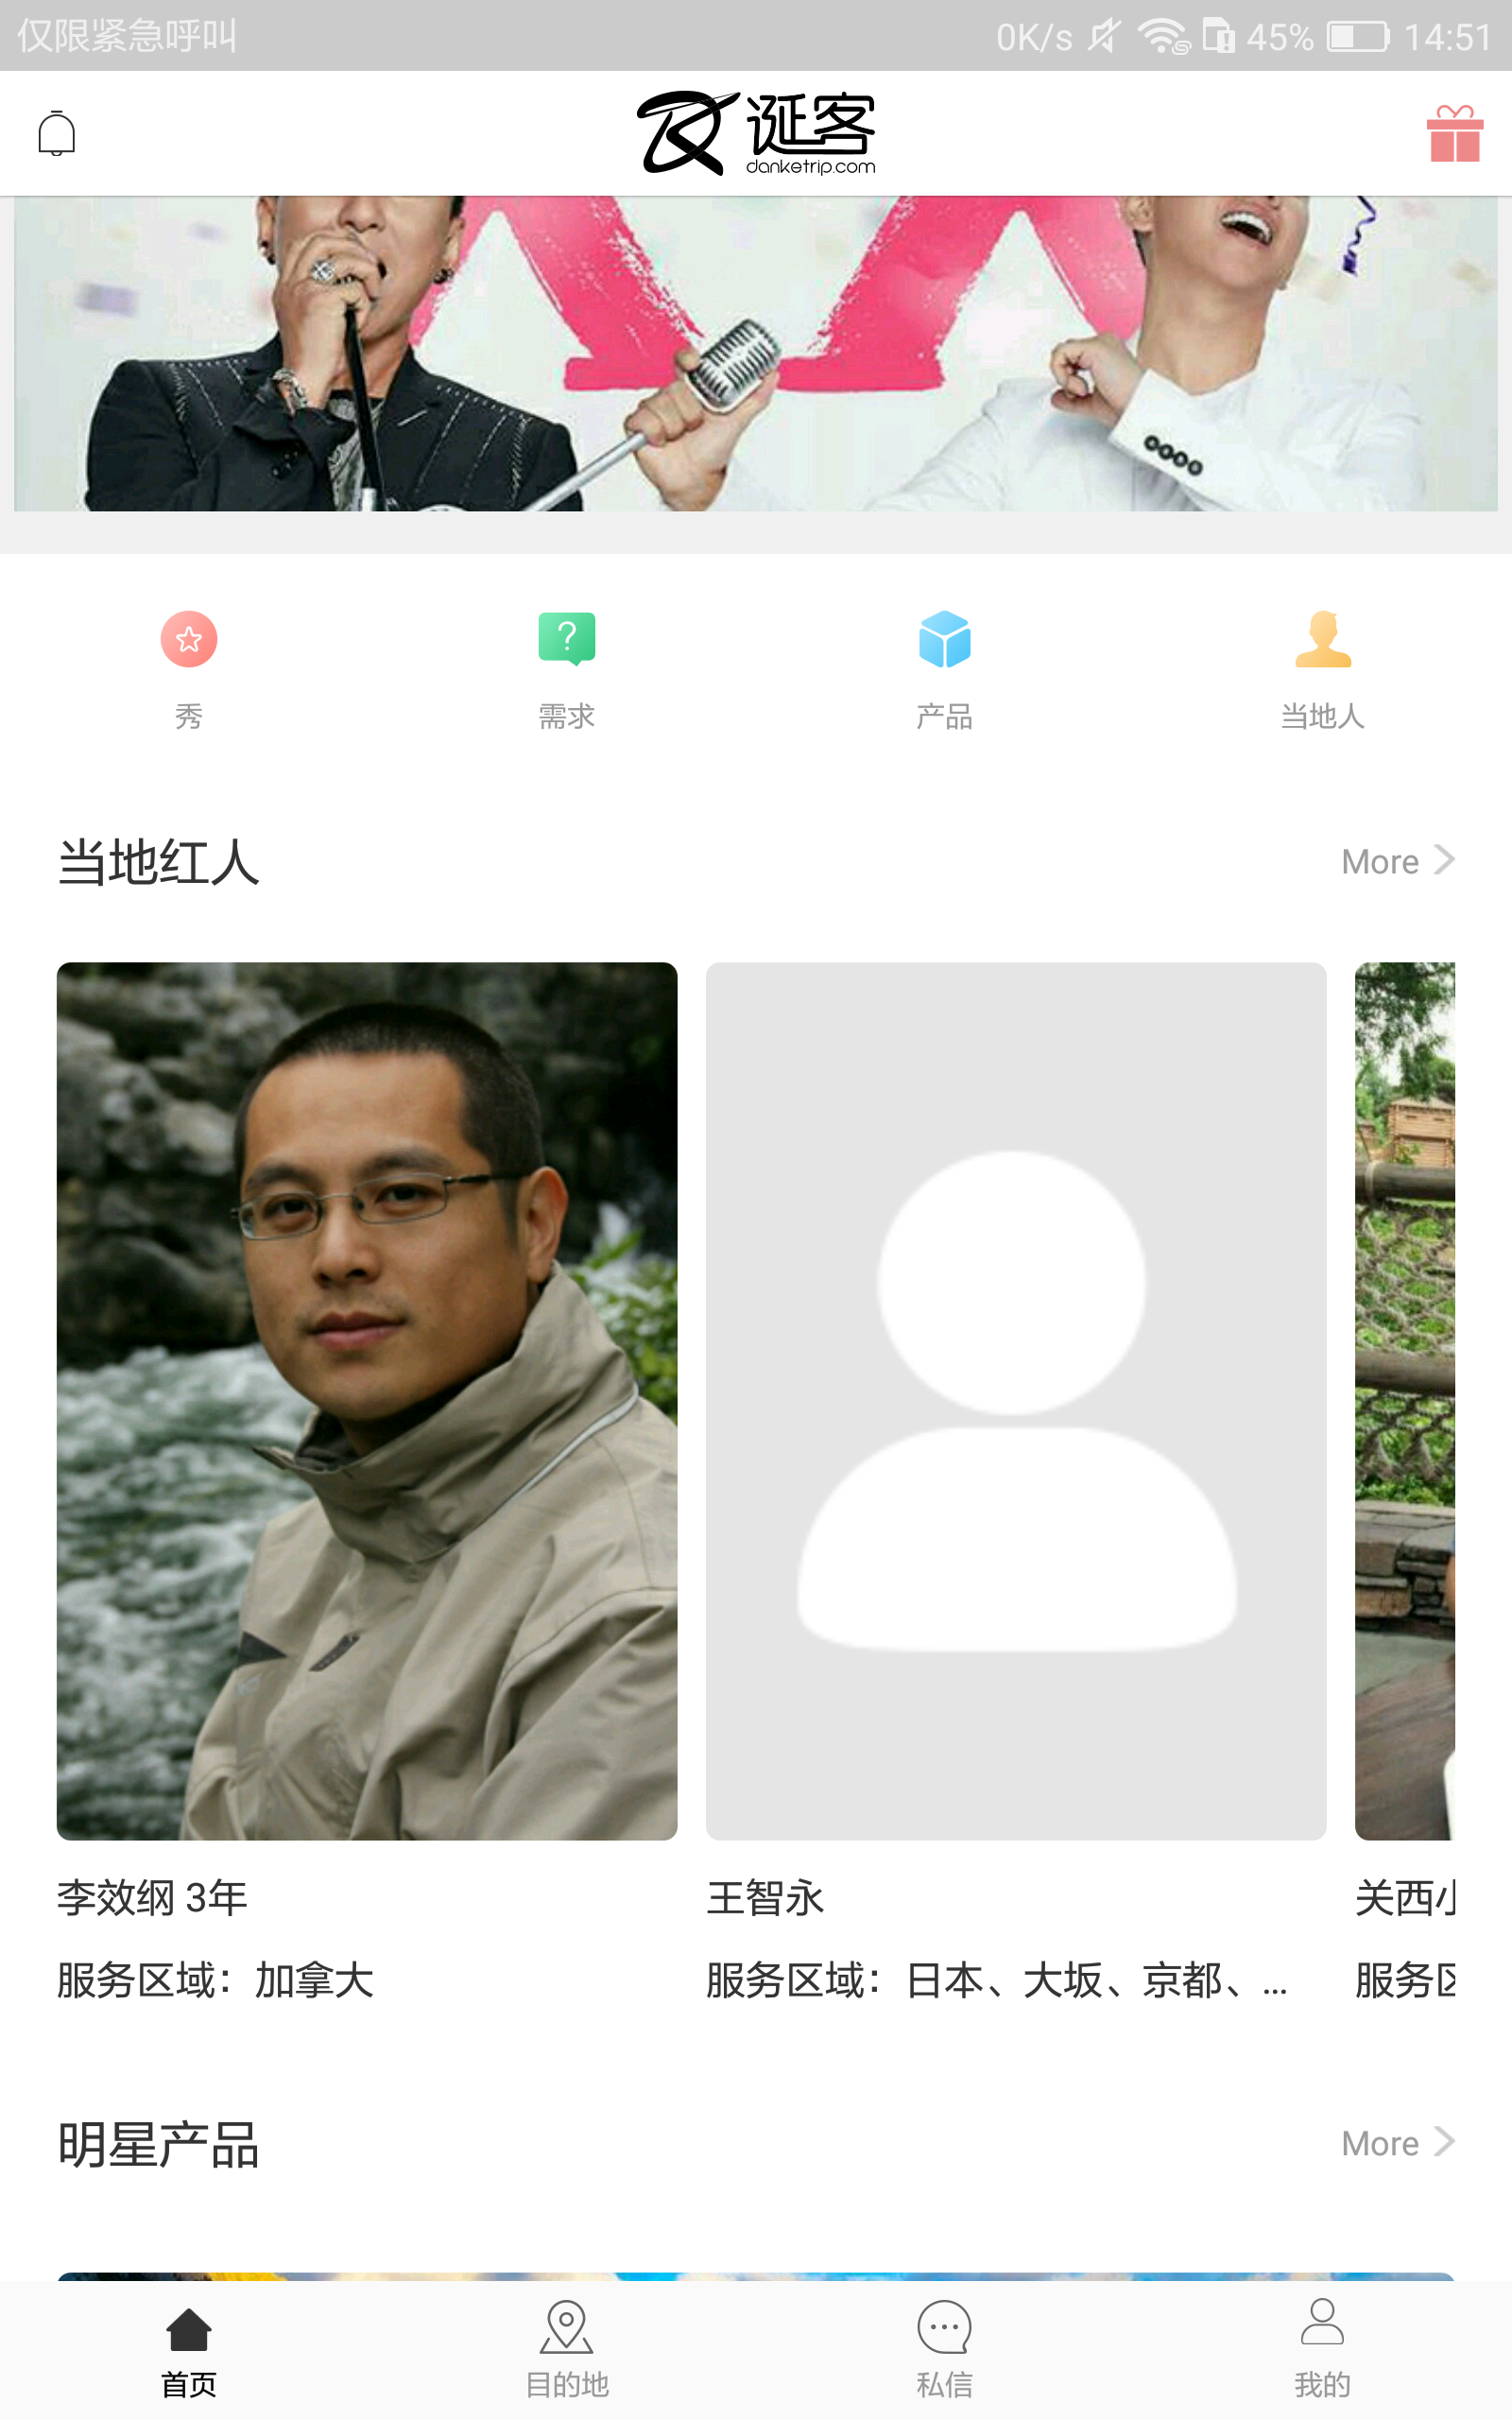 仅限紧急呼叫 0K/s 45% 14:51
诞客
danketrip.com
秀 需求 产品 当地人
当地红人 More
李效纲 3年 王智永 关西小
服务区域：加拿大 服务区域：日本、大坂、京都、... 服务区
明星产品 More
首页 目的地 私信 我的